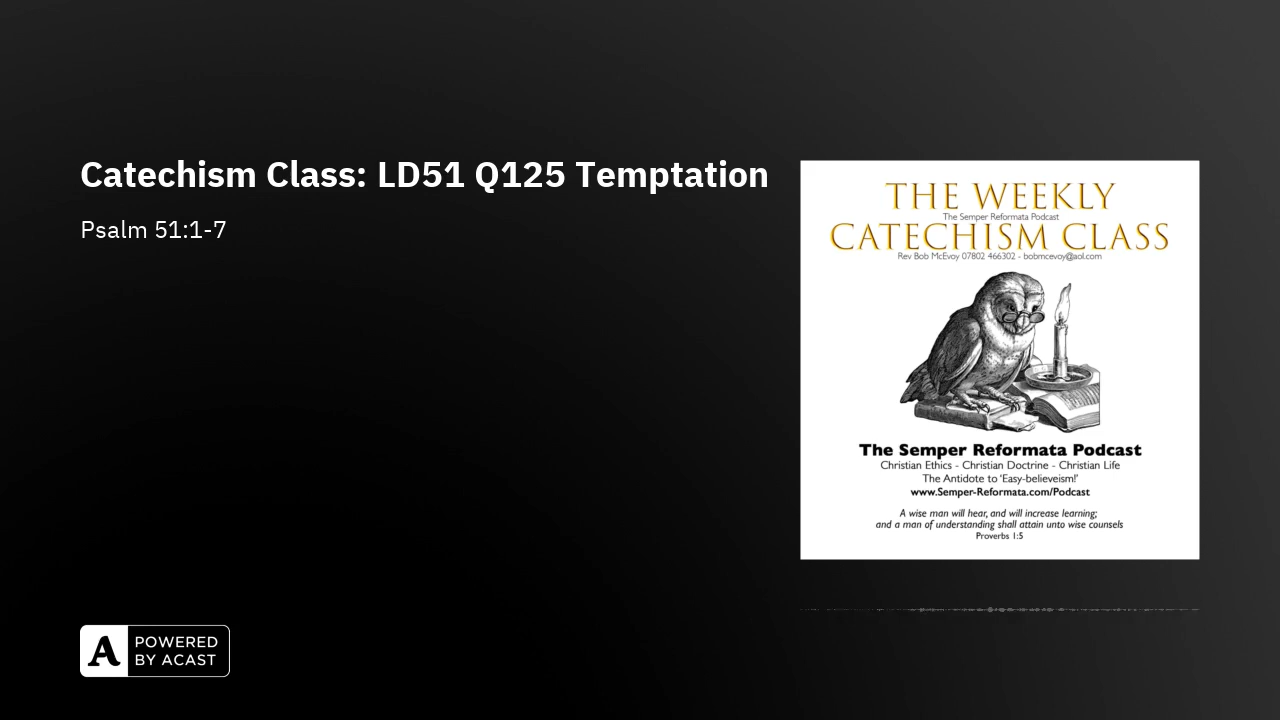 Catechism Class: LD51 Q125 Temptation
Psalm 51:1-7
THE WEEKLY
The Semper Reformata Podcast
CATECHISM CLASS
Rev Bob McEvoy 07802 466302 - bobmcevoy@aol.com
The Semper Reformata Podcast
Christian Ethics - Christian Doctrine - Christian Life
The Antidote to 'Easy-believeism!'
www.Semper-Reformata.com/Podcast
A wise man will hear, and will increase learning;
and a man of understanding shall attain unto wise counsels
Proverbs 1:5
A
POWERED
BY ACAST